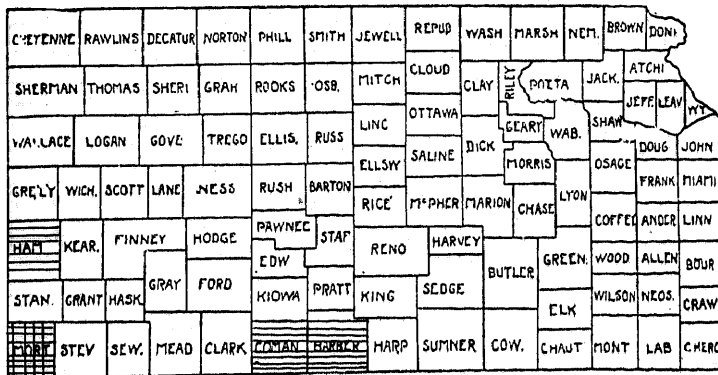 CHEYENNE RAWLINS DECATUR NORTON PHILL SMITH JEWELL REPUB WASH MARSH NEM. BROWN DONI
SHERMAN THOMAS SHERI GRAH ROOKS OSB. MITCH CLOUD CLAY RILEY POTTA JACK. ATCHI
JEFF. LEAV WY
WALLACE LOGAN GOVE TREGO ELLIS. RUSS LINC OTTAWA GEARY WAB. SHAW DOUG JOHN
ELLSW SALINE DICK MORRIS OSAGE FRANK MIAMI
GRE'LY WICH. SCOTT LANE NESS RUSH BARTON RICE McPHER MARION CHASE LYON COFFEE ANDER LINN
HAM KEAR. FINNEY HODGE PAWNEE STAF RENO HARVEY
EDW
GRAY FORD BUTLER GREEN. WOOD ALLEN BOUR
STAN. GRANT HASK. KIOWA PRATT KING SEDGE ELK WILSON NEOS. CRAW
MORT STEV SEW. MEAD CLARK COMAN HARBER HARP SUMNER COW. CHAUT MONT LAB CHERO